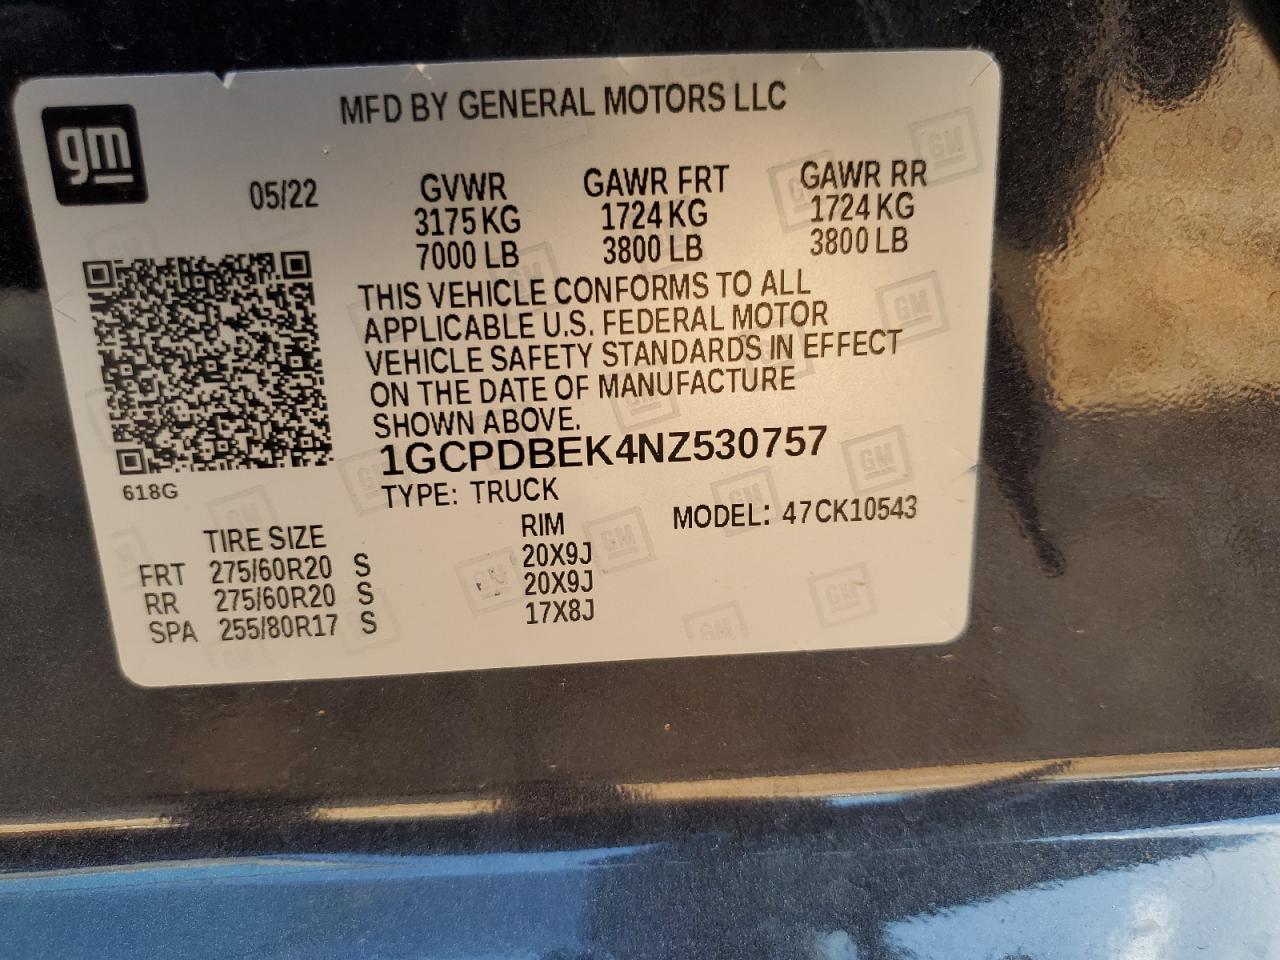 gm
MFD BY GENERAL MOTORS LLC
05/22 GVWR GAWR FRT GAWR RR
3175 KG 1724 KG 1724 KG
7000 LB 3800 LB 3800 LB
THIS VEHICLE CONFORMS TO ALL
APPLICABLE U.S. FEDERAL MOTOR
VEHICLE SAFETY STANDARDS IN EFFECT
ON THE DATE OF MANUFACTURE
SHOWN ABOVE.
1GCPDBEK4NZ530757
618G
TYPE: TRUCK
MODEL: 47CK10543
TIRE SIZE RIM
FRT 275/60R20 S 20X9J
RR 275/60R20 S 20X9J
SPA 255/80R17 S 17X8J